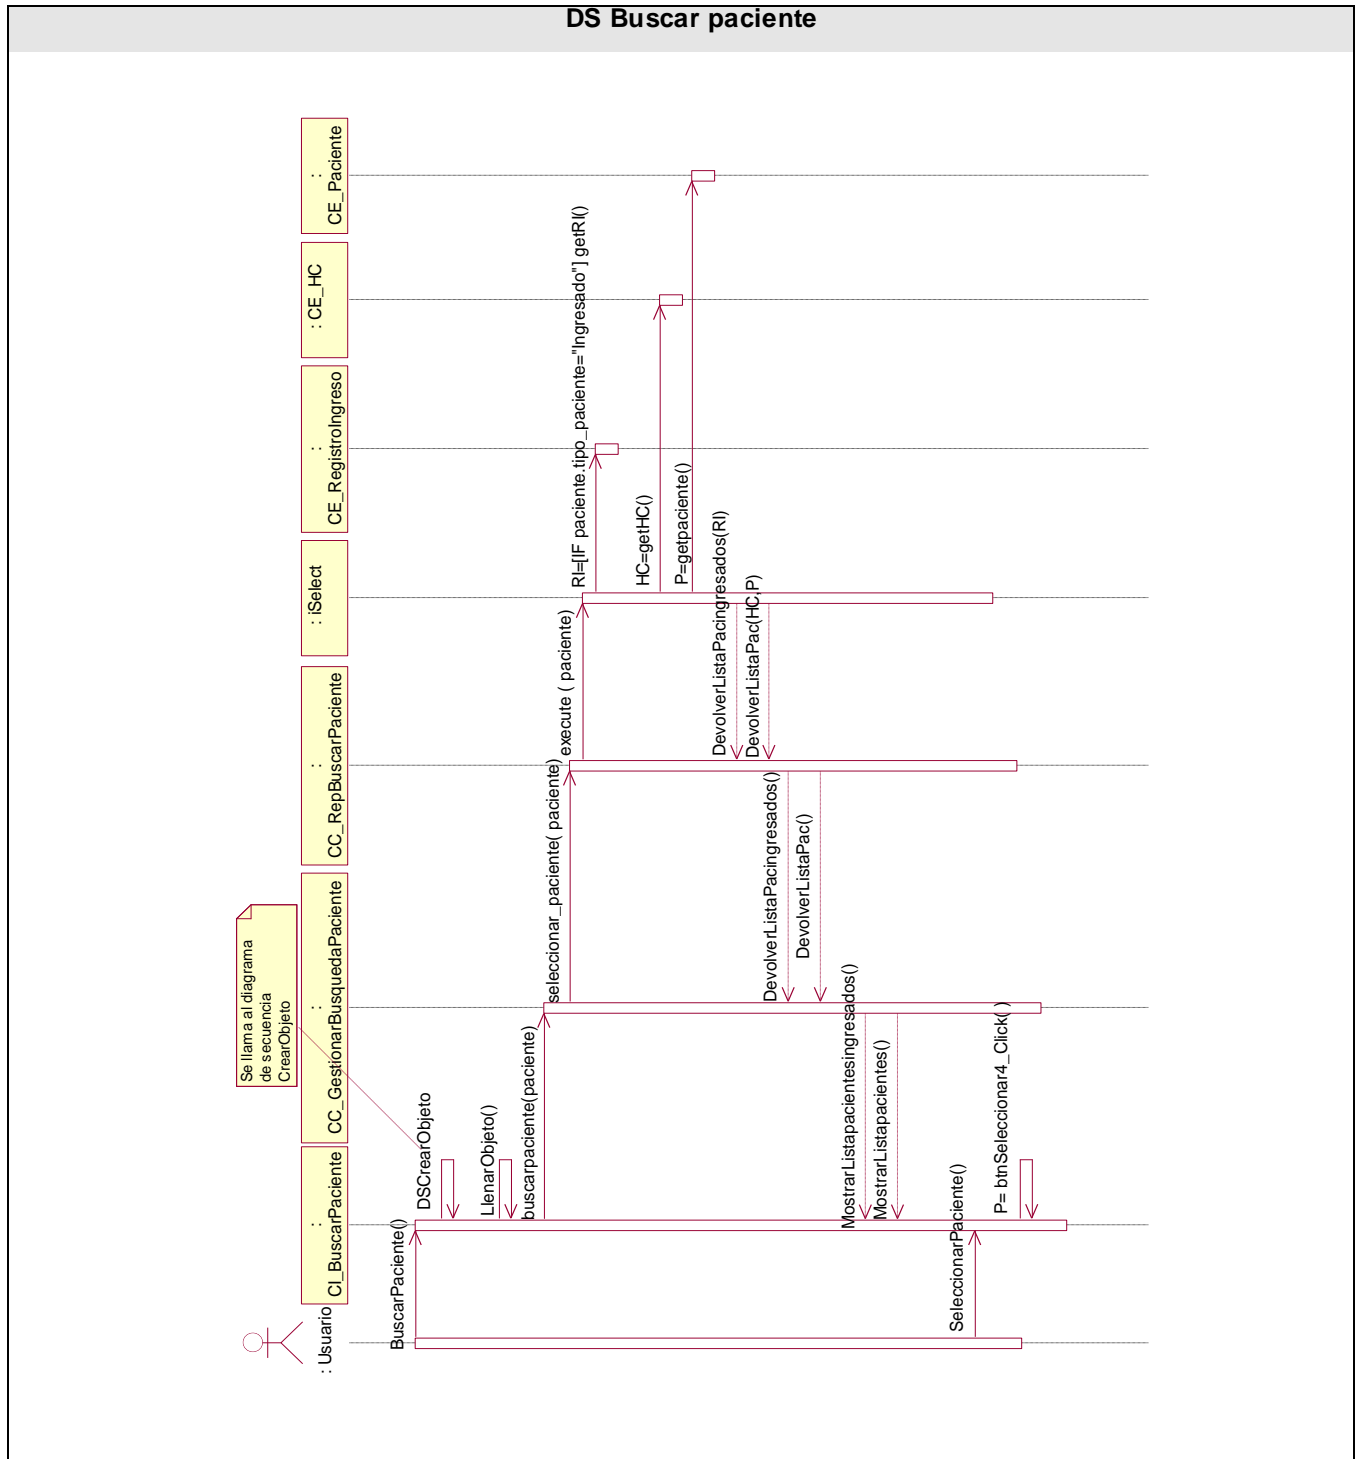 DS Buscar paciente
Se llama al diagrama
de secuencia
CrearObjeto
: Usuario
:
CI_BuscarPaciente
:
CC_GestionarBusquedaPaciente
:
CC_RepBuscarPaciente
: iSelect
:
CE_RegistroIngreso
: CE_HC
:
CE_Paciente
BuscarPaciente()
DSCrearObjeto
LlenarObjeto()
buscarpaciente(paciente)
seleccionar_paciente( paciente)
execute ( paciente)
RI=[IF paciente.tipo_paciente="Ingresado"] getRI()
HC=getHC()
P=getpaciente()
DevolverListaPacingresados(RI)
DevolverListaPac(HC,P)
DevolverListaPacingresados()
DevolverListaPac()
MostrarListapacientesingresados()
MostrarListapacientes()
SeleccionarPaciente()
P= btnSeleccionar4_Click( )